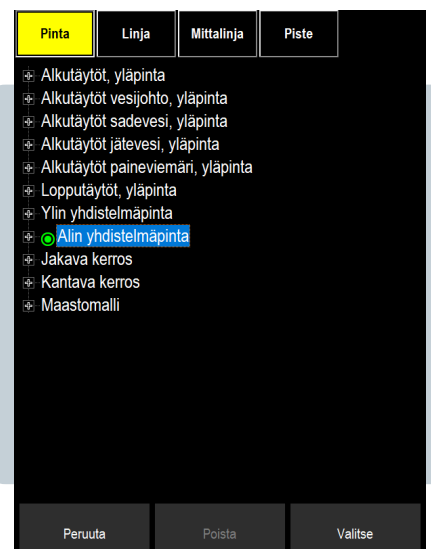 Pinta Linja Mittalinja Piste
Alkutäytöt, yläpinta
Alkutäytöt vesijohto, yläpinta
Alkutäytöt sadevesi, yläpinta
Alkutäytöt jätevesi, yläpinta
Alkutäytöt paineviemäri, yläpinta
Lopputäytöt, yläpinta
Ylin yhdistelmäpinta
Alin yhdistelmäpinta
Jakava kerros
Kantava kerros
Maastomalli
Peruuta Poista Valitse